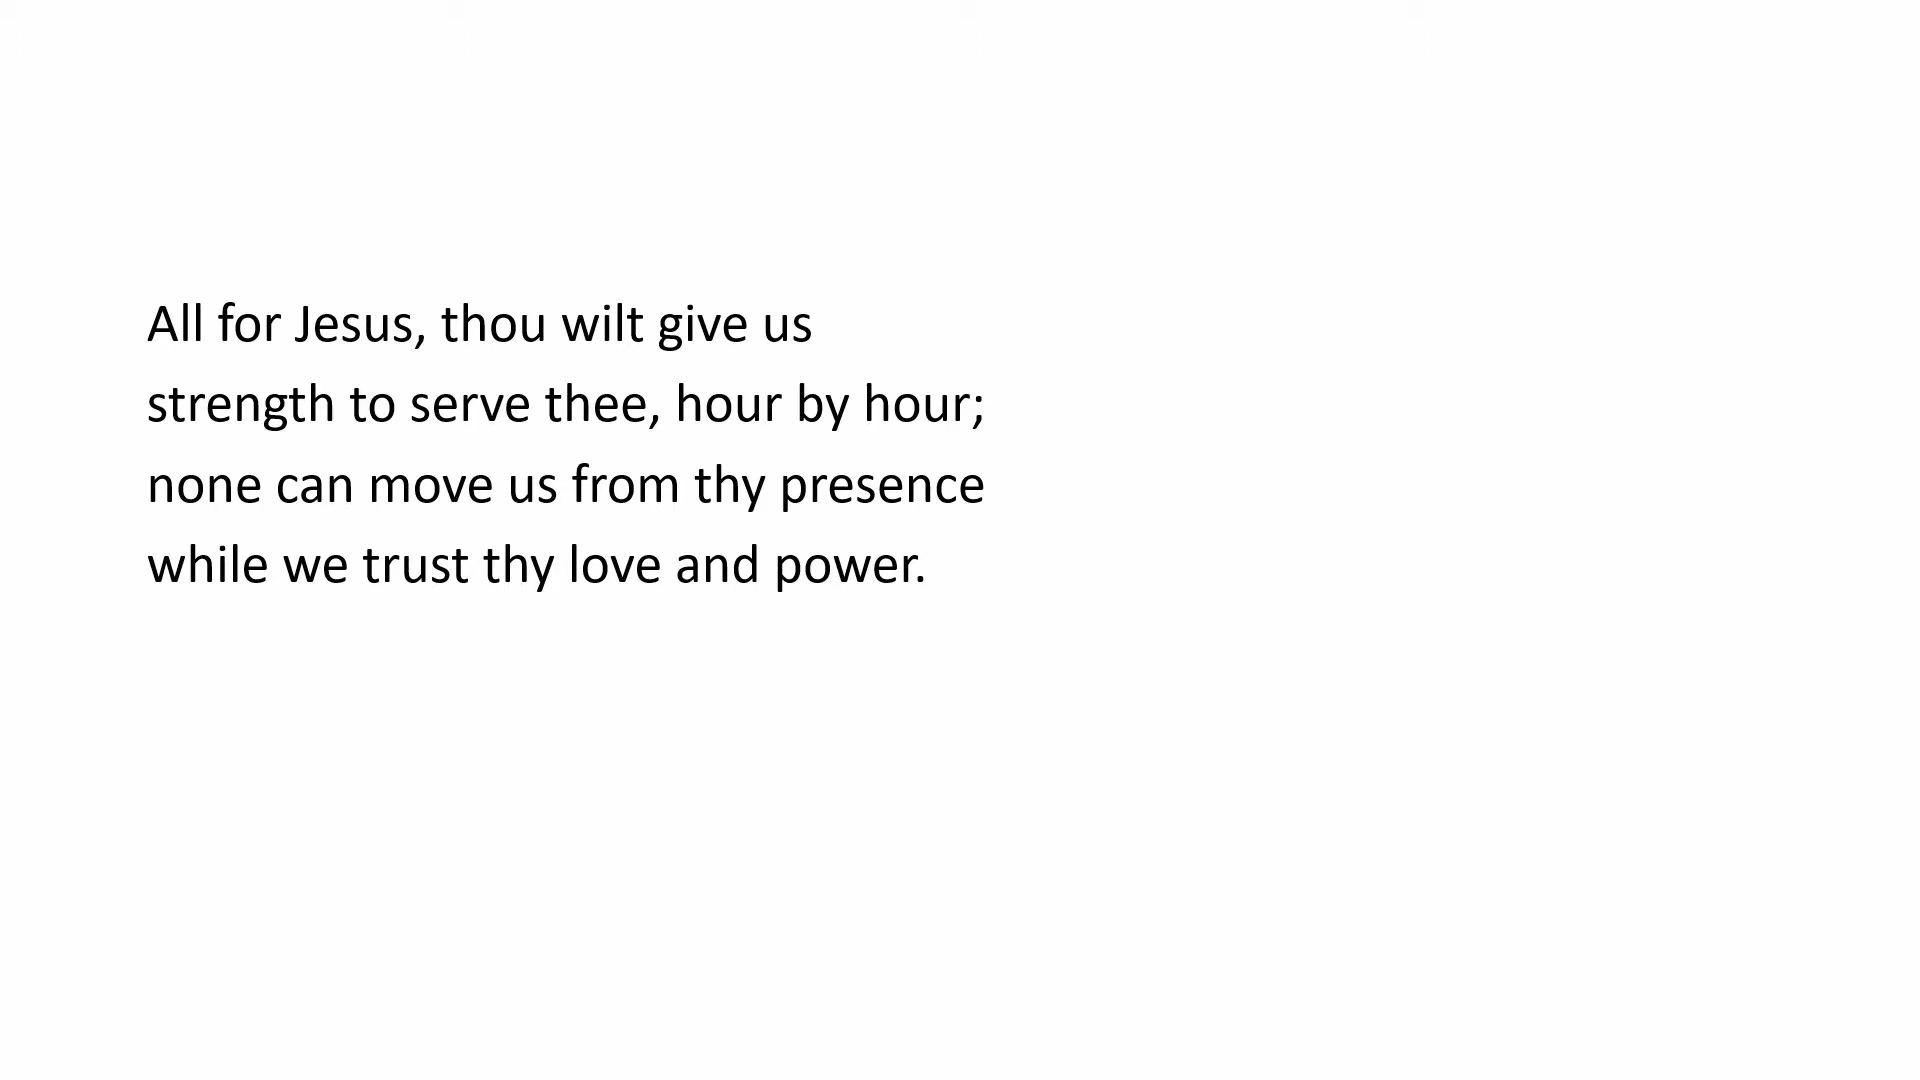 All for Jesus, thou wilt give us
strength to serve thee, hour by hour;
none can move us from thy presence
while we trust thy love and power.